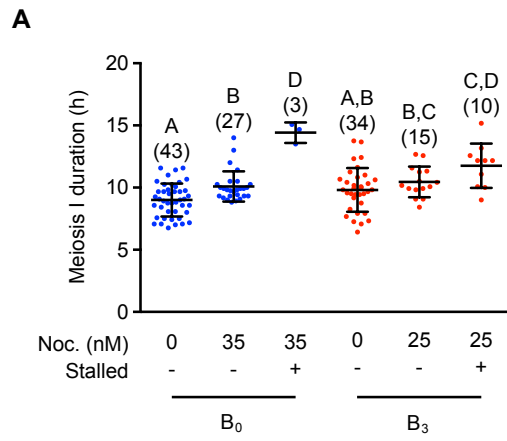 A
Meiosis I duration (h)
20
15
10
5
0
A
(43)
B
(27)
D
(3)
A,B
(34)
B,C
(15)
C,D
(10)
Noc. (nM) 0 35 35 0 25 25
Stalled - - + - - +
B₀ B₃